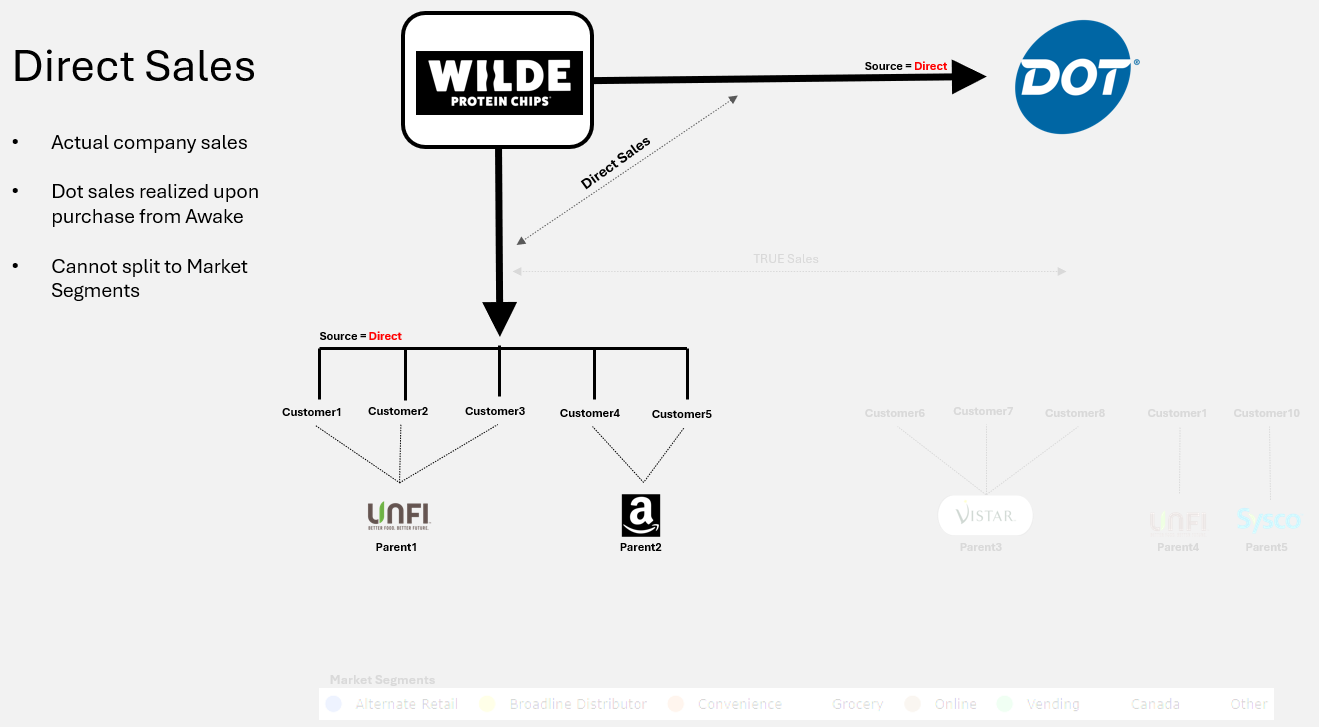 Direct Sales
• Actual company sales
• Dot sales realized upon
purchase from Awake
• Cannot split to Market
Segments
WILDE
PROTEIN CHIPS
Source = Direct
DOT®
Direct Sales
TRUE Sales
Source = Direct
Customer1 Customer2 Customer3 Customer4 Customer5
Customer6 Customer7 Customer8 Customer1 Customer10
UNFI
BETTER FOOD. BETTER FUTURE.
a
VISTAR
UNFI
Sysco
Parent1 Parent2 Parent3 Parent4 Parent5
Market Segments
Alternate Retail Broadline Distributor Convenience Grocery Online Vending Canada Other